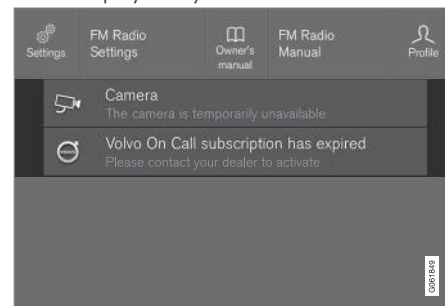 Settings
FM Radio
Settings
Owner's
manual
FM Radio
Manual
Profile
Camera
The camera is temporarily unavailable
Volvo On Call subscription has expired
Please contact your dealer to activate
G061849